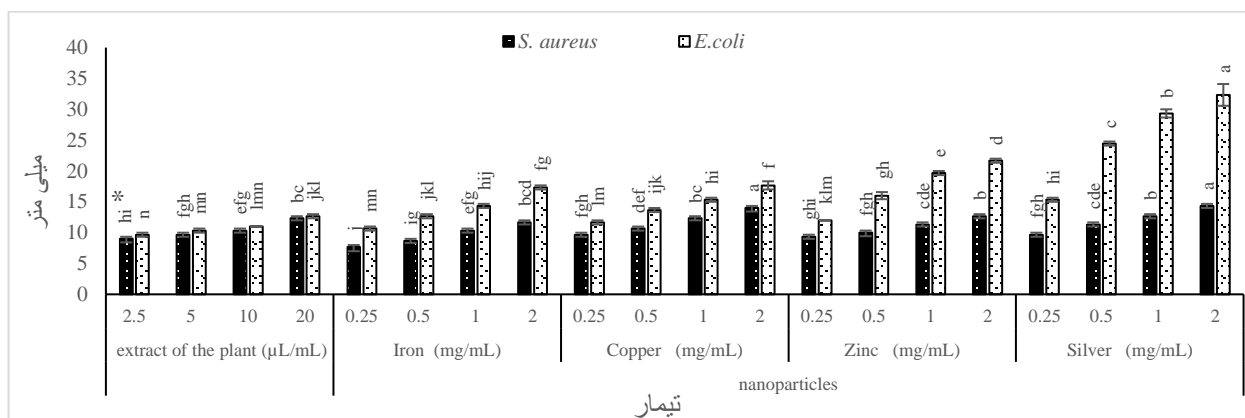 S. aureus E.coli
40
35
30
25
20
15
10
5
0
میلی متر
*
hi n fgh mn efg lmn bc jkl i mn ig jkl efg hij bcd fg fgh lm def ijk bc hi a f ghi klm fgh gh cde e b d fgh hi cde c b b a a
2.5 5 10 20 0.25 0.5 1 2 0.25 0.5 1 2 0.25 0.5 1 2 0.25 0.5 1 2
extract of the plant (µL/mL) Iron (mg/mL) Copper (mg/mL) Zinc (mg/mL) Silver (mg/mL)
nanoparticles
تیمار